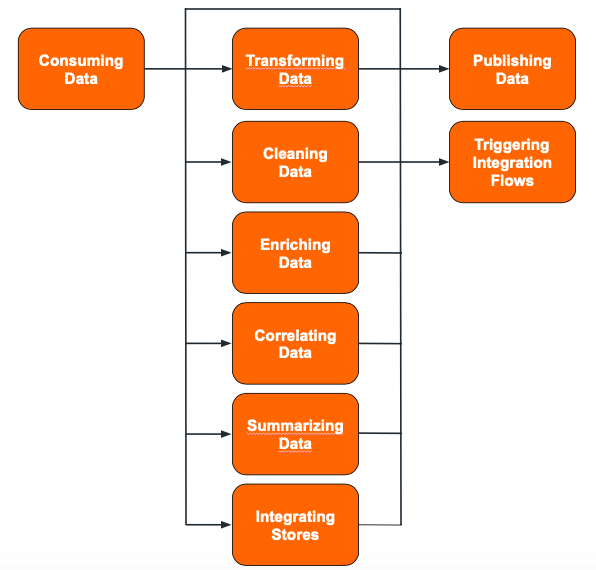 Consuming
Data
Transforming
Data
Publishing
Data
Cleaning
Data
Triggering
Integration
Flows
Enriching
Data
Correlating
Data
Summarizing
Data
Integrating
Stores